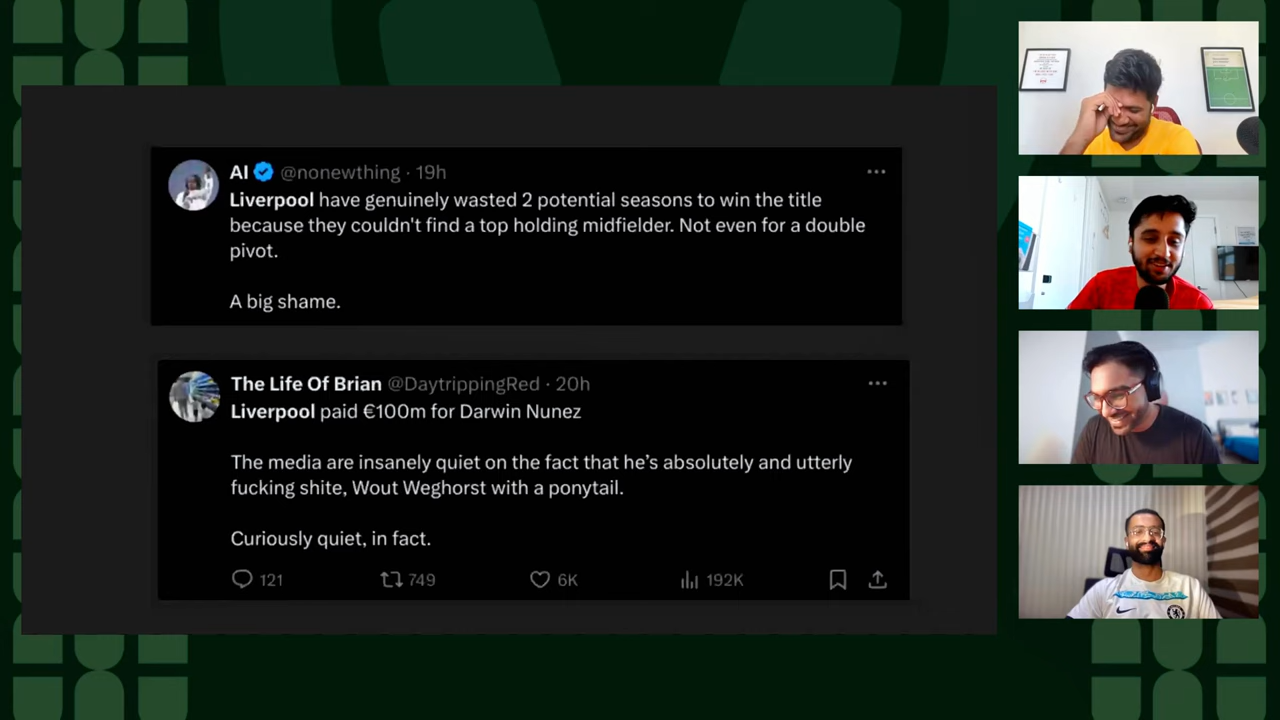 AI @nonewthing · 19h
Liverpool have genuinely wasted 2 potential seasons to win the title
because they couldn't find a top holding midfielder. Not even for a double
pivot.
A big shame.
The Life Of Brian @DaytrippingRed · 20h
Liverpool paid €100m for Darwin Nunez
The media are insanely quiet on the fact that he's absolutely and utterly
fucking shite, Wout Weghorst with a ponytail.
Curiously quiet, in fact.
121 749 6K 192K